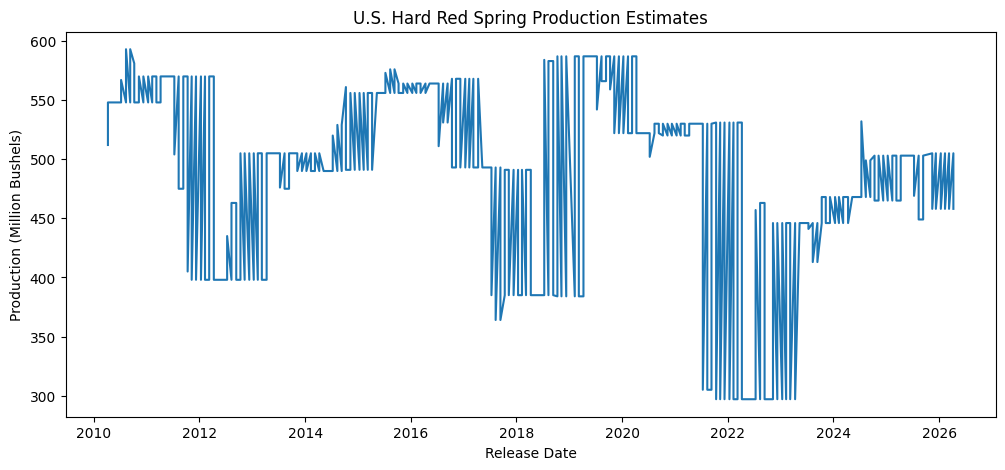 U.S. Hard Red Spring Production Estimates
Production (Million Bushels)
600
550
500
450
400
350
300
2010 2012 2014 2016 2018 2020 2022 2024 2026
Release Date